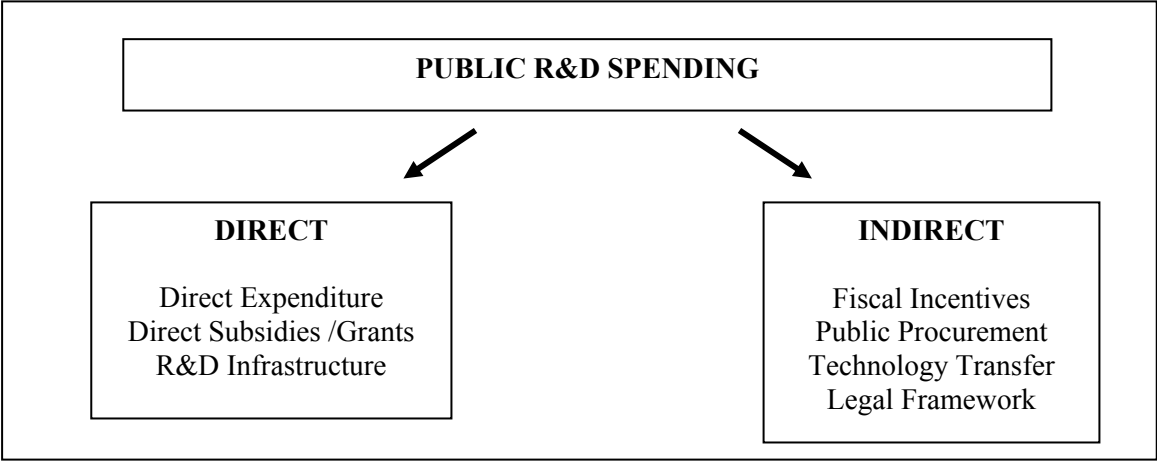 PUBLIC R&D SPENDING
DIRECT
Direct Expenditure
Direct Subsidies /Grants
R&D Infrastructure
INDIRECT
Fiscal Incentives
Public Procurement
Technology Transfer
Legal Framework